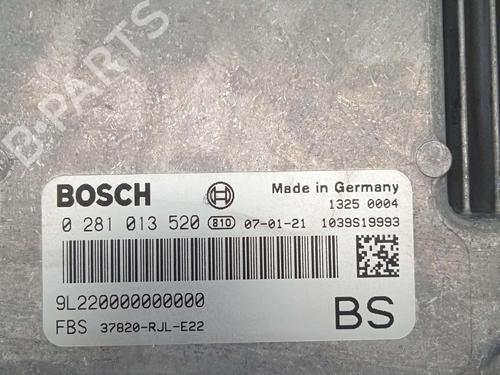 B-PARTS
BOSCH
Made in Germany
1325 0004
0 281 013 520 810 07-01-21 1039S19993
9L220000000000
FBS 37820-RJL-E22
BS